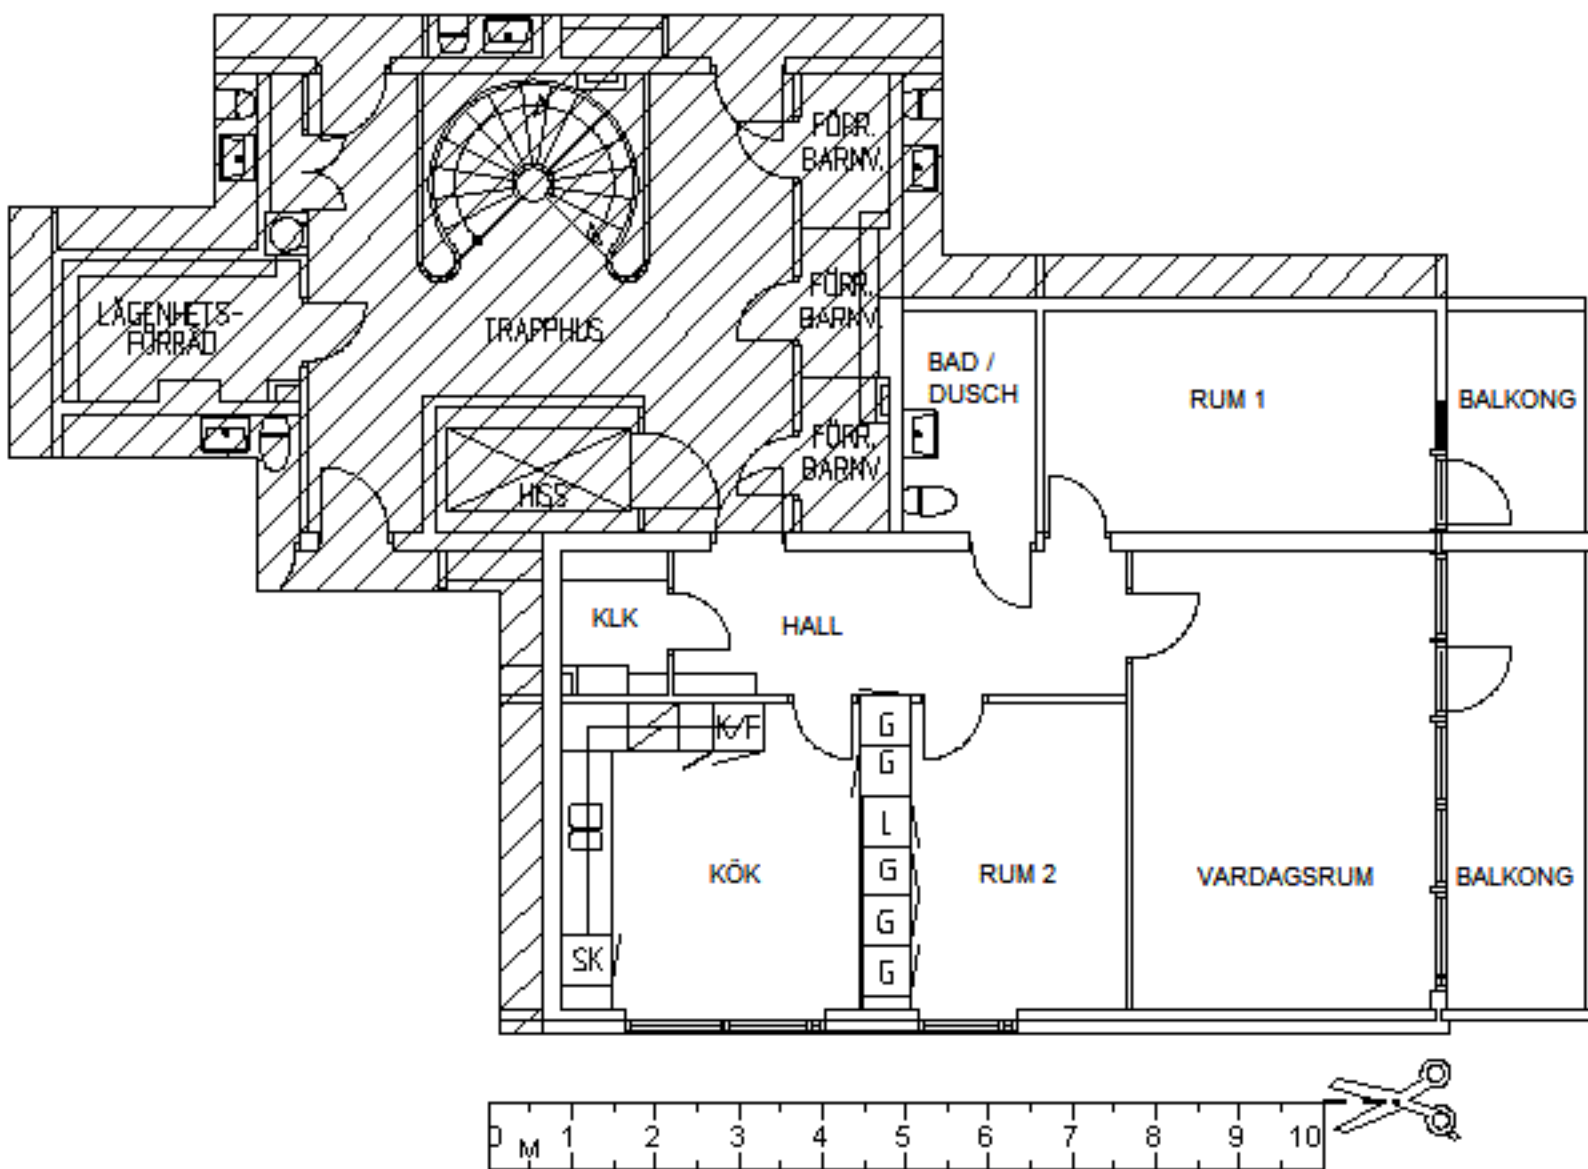 FÖRR.
BARNV.
LÄGENHETS-
FÖRRÅD
TRAPPHUS
FÖRR.
BARNV.
BAD /
DUSCH
RUM 1
BALKONG
FÖRR.
BARNV.
HISS
KLK
HALL
K/F
G
G
L
G
G
G
KÖK
RUM 2
VARDAGSRUM
BALKONG
SK
0 M 1 2 3 4 5 6 7 8 9 10